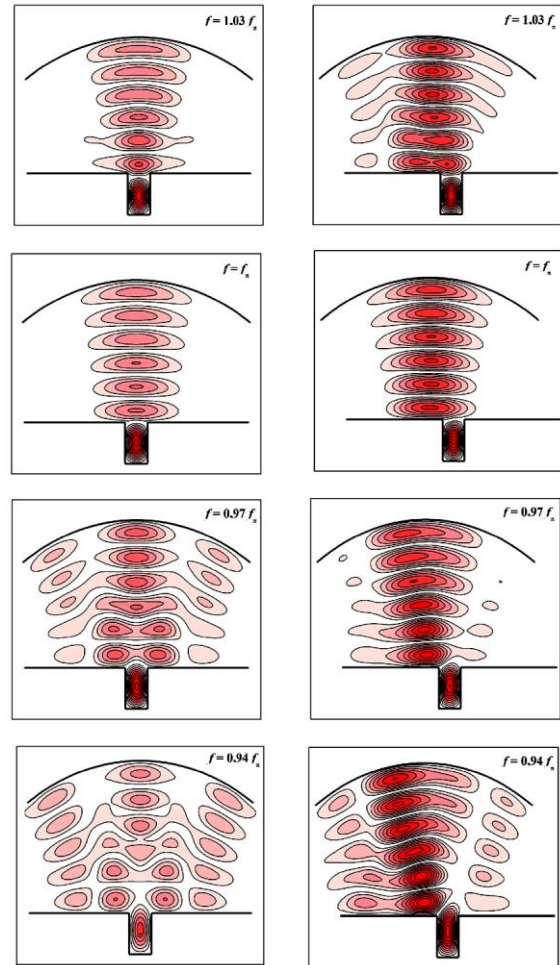 f = 1.03 fₙ
f = 1.03 fₙ
f = fₙ
f = fₙ
f = 0.97 fₙ
f = 0.97 fₙ
f = 0.94 fₙ
f = 0.94 fₙ